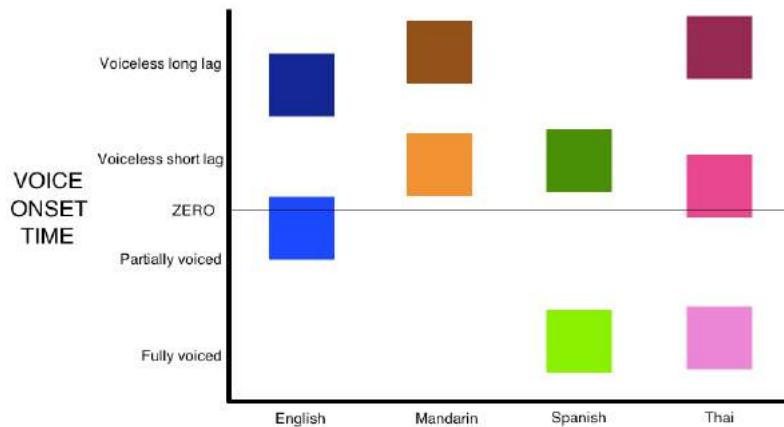 Voiceless long lag
Voiceless short lag
VOICE
ONSET
TIME
ZERO
Partially voiced
Fully voiced
English
Mandarin
Spanish
Thai